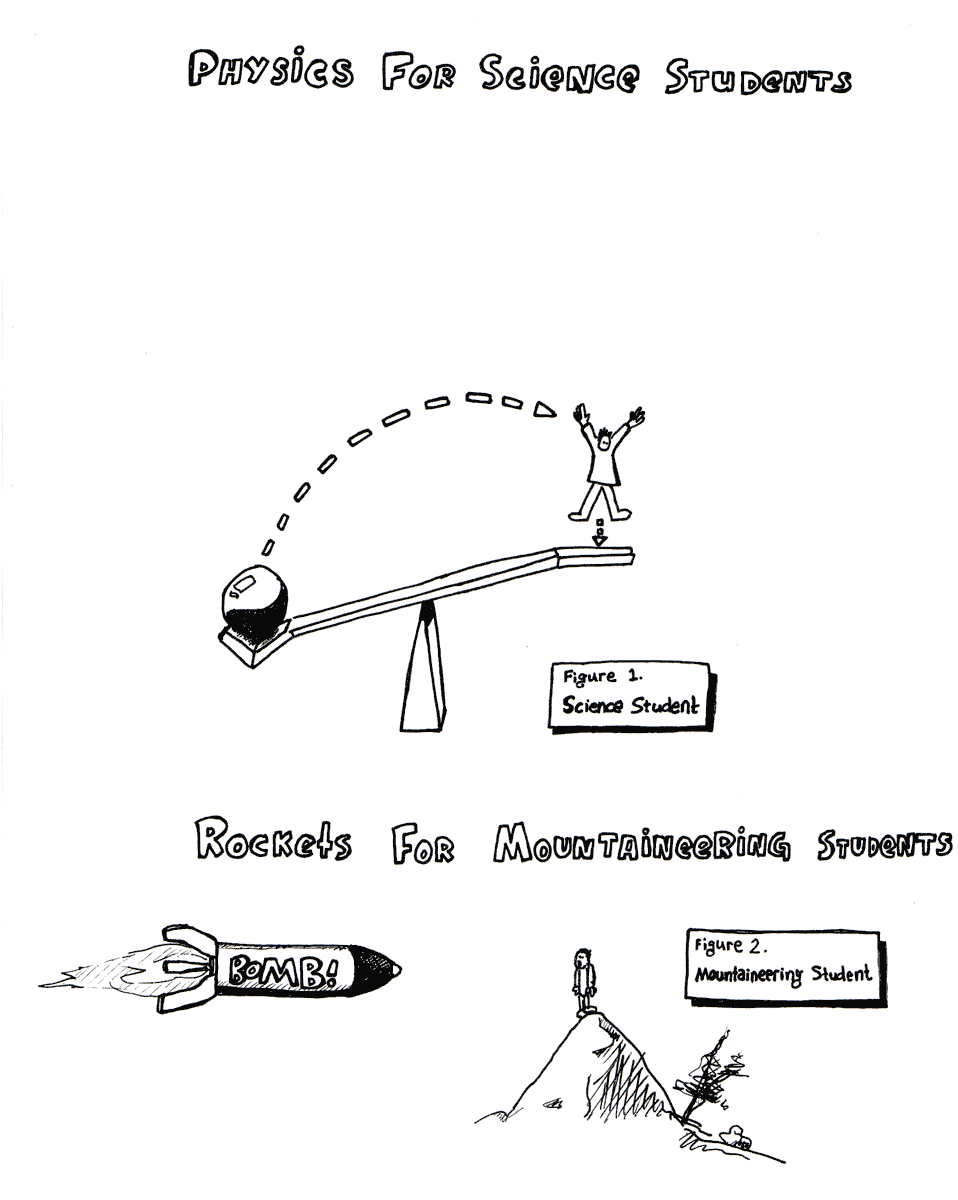 Physics For Science Students
Figure 1.
Science Student
Rockets For Mountaineering Students
BOMB!
Figure 2.
Mountaineering Student